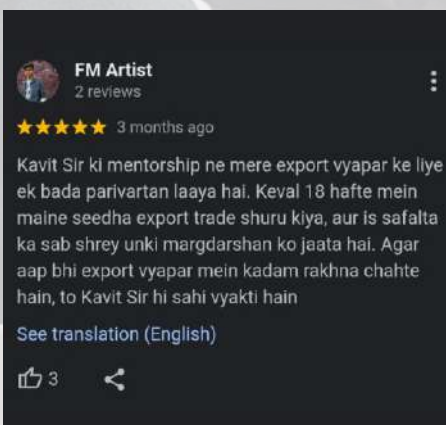 FM Artist
2 reviews
3 months ago
Kavit Sir ki mentorship ne mere export vyapar ke liye
ek bada parivartan laaya hai. Keval 18 hafte mein
maine seedha export trade shuru kiya, aur is safalta
ka sab shrey unki margdarshan ko jaata hai. Agar
aap bhi export vyapar mein kadam rakhna chahte
hain, to Kavit Sir hi sahi vyakti hain
See translation (English)
3